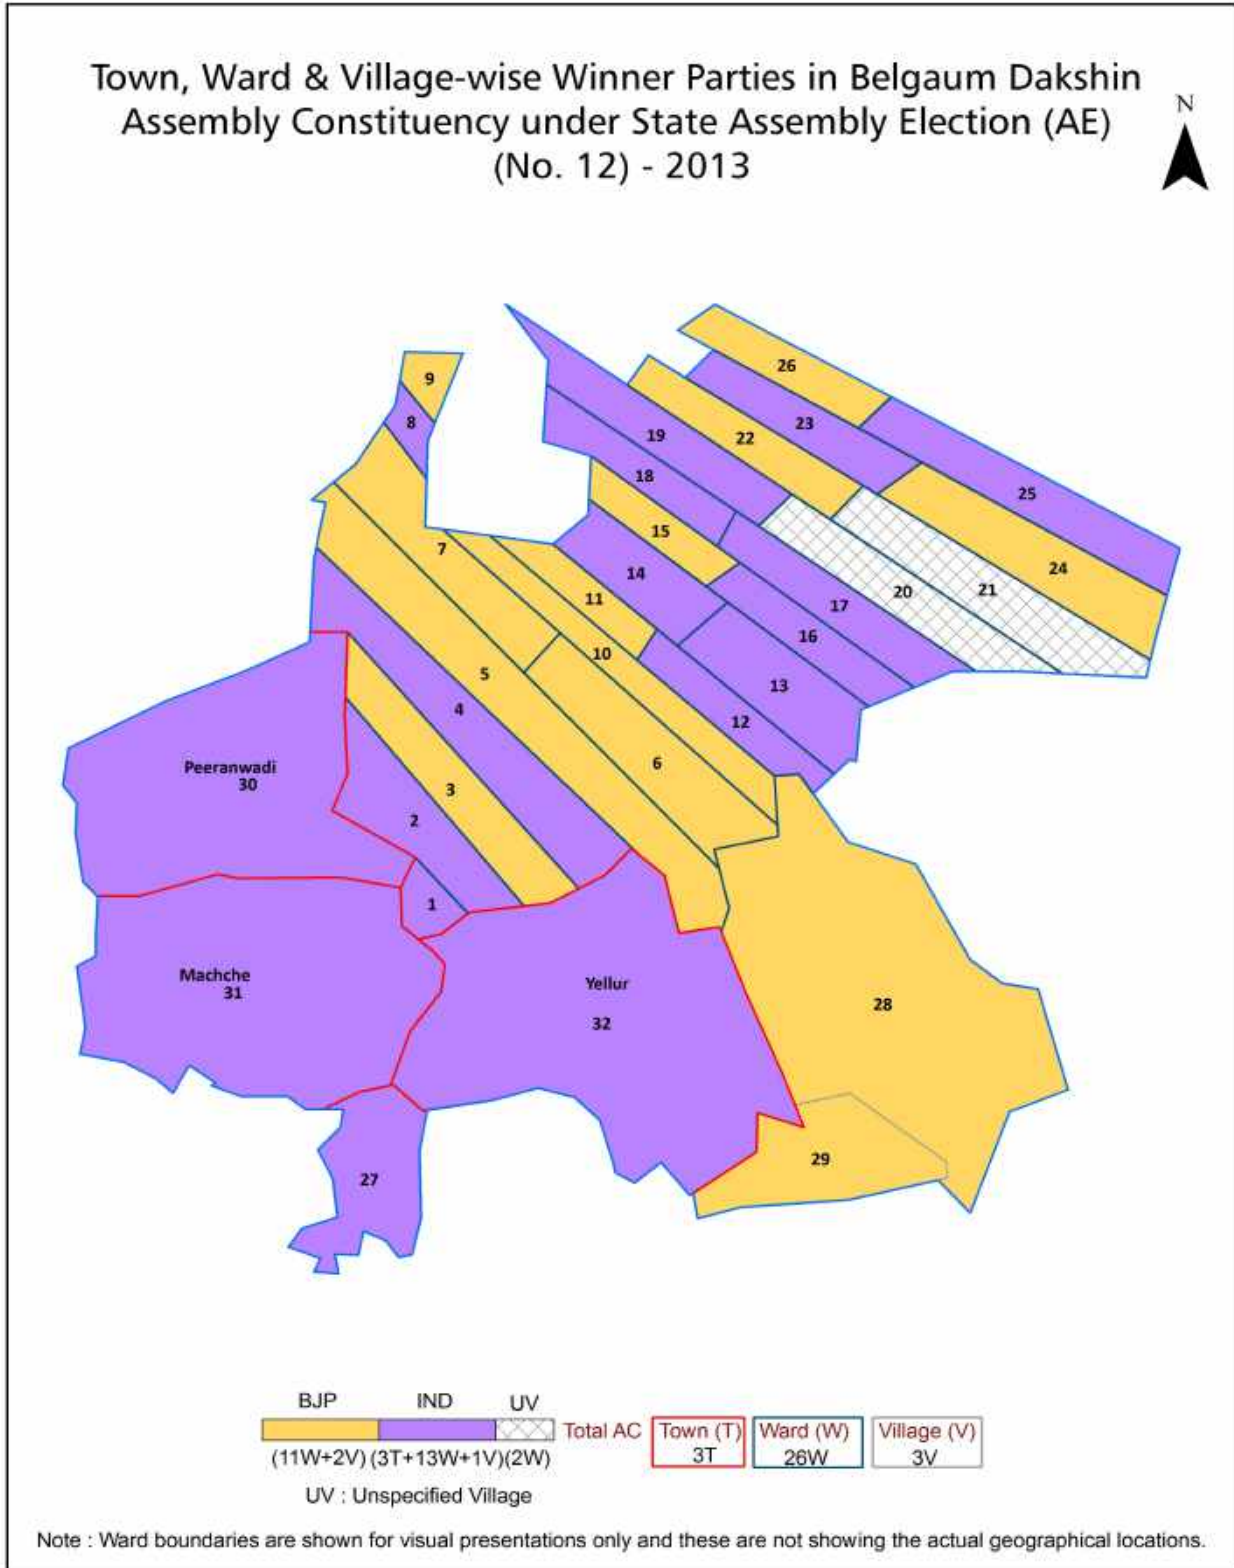 Town, Ward & Village-wise Winner Parties in Belgaum Dakshin
Assembly Constituency under State Assembly Election (AE)
(No. 12) - 2013
N
26
9
8
23
22
19
18
25
15
7
14
24
11
20
21
17
16
10
5
13
4
12
6
Peeranwadi
30
3
2
1
Machche
31
Yellur
32
28
29
27
BJP IND UV
Total AC Town (T) Ward (W) Village (V)
3T 26W 3V
(11W+2V) (3T+13W+1V)(2W)
UV : Unspecified Village
Note : Ward boundaries are shown for visual presentations only and these are not showing the actual geographical locations.